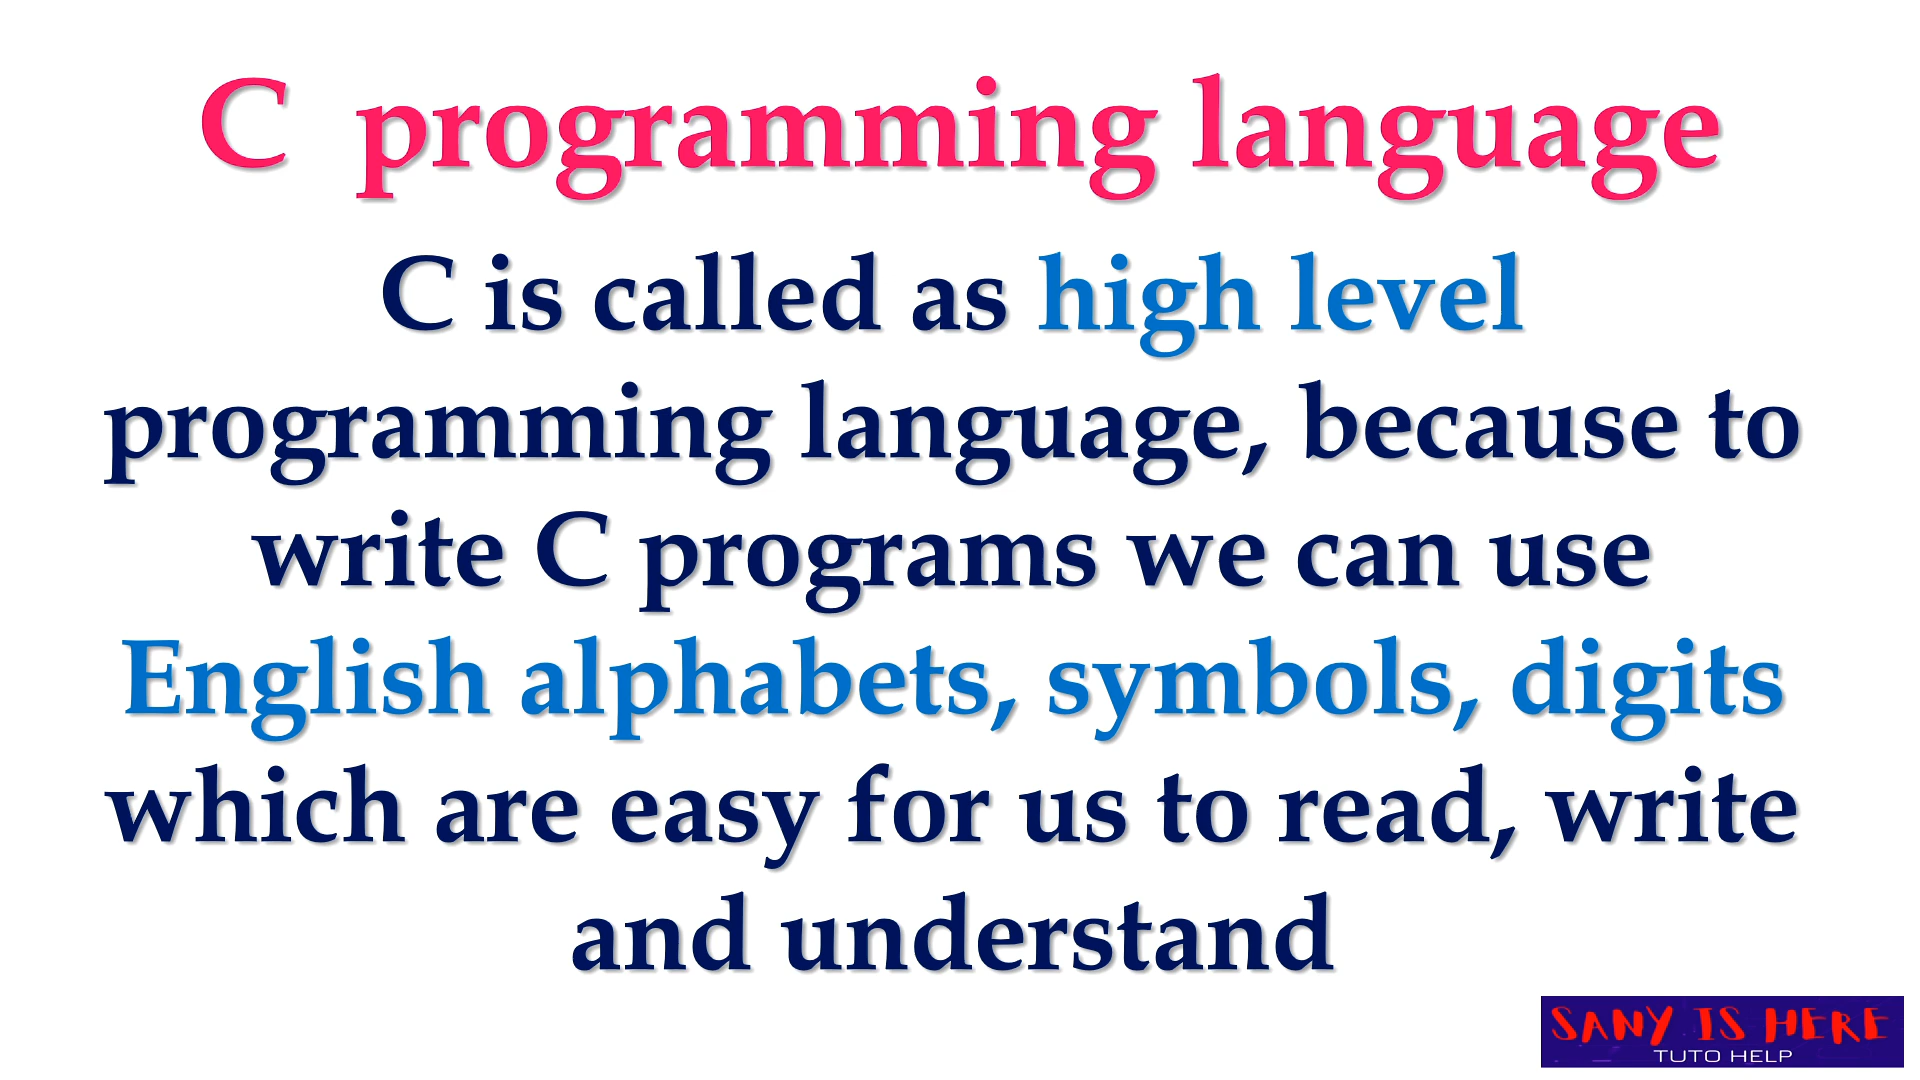 C programming language
C is called as high level
programming language, because to
write C programs we can use
English alphabets, symbols, digits
which are easy for us to read, write
and understand
SANY IS HERE
TUTO HELP